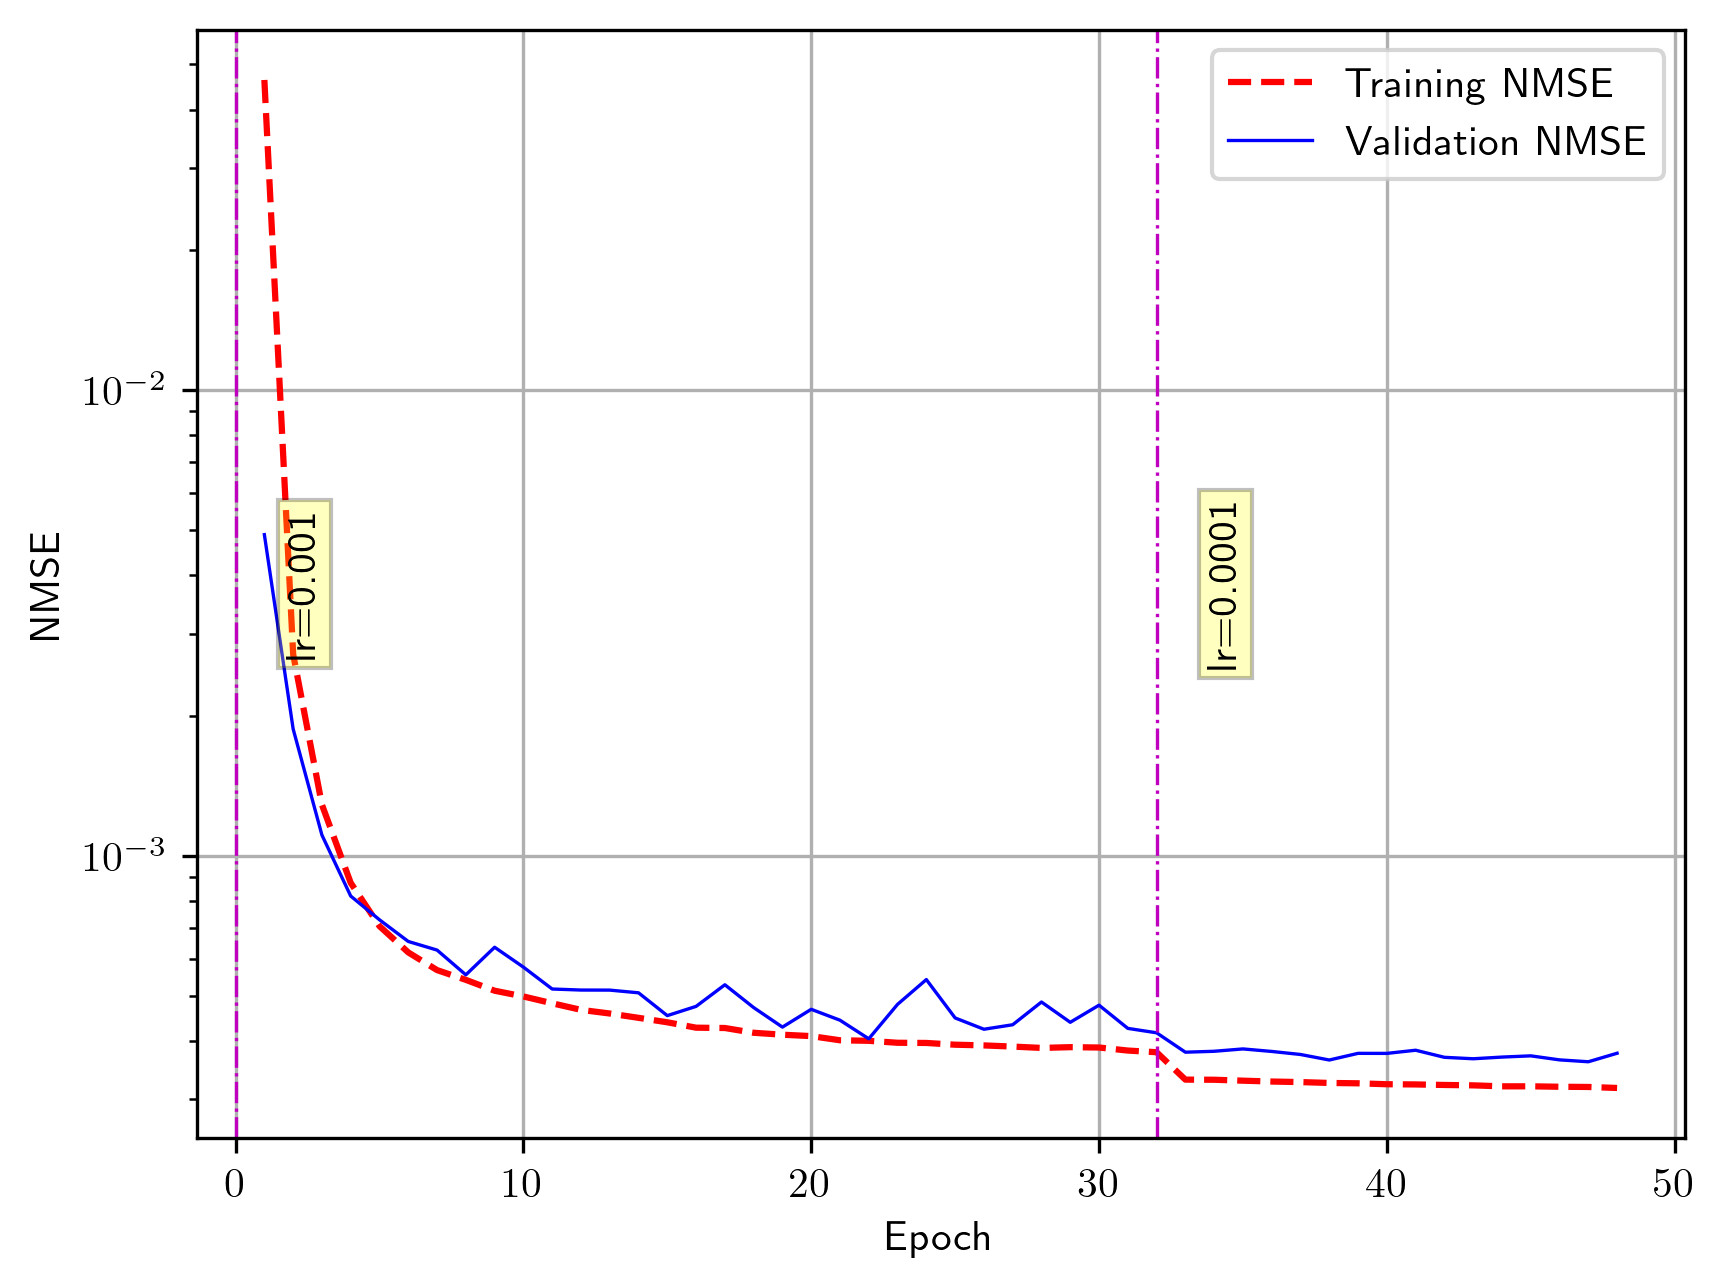 Training NMSE
Validation NMSE
10⁻²
10⁻³
NMSE
lr=0.001
lr=0.0001
0 10 20 30 40 50
Epoch